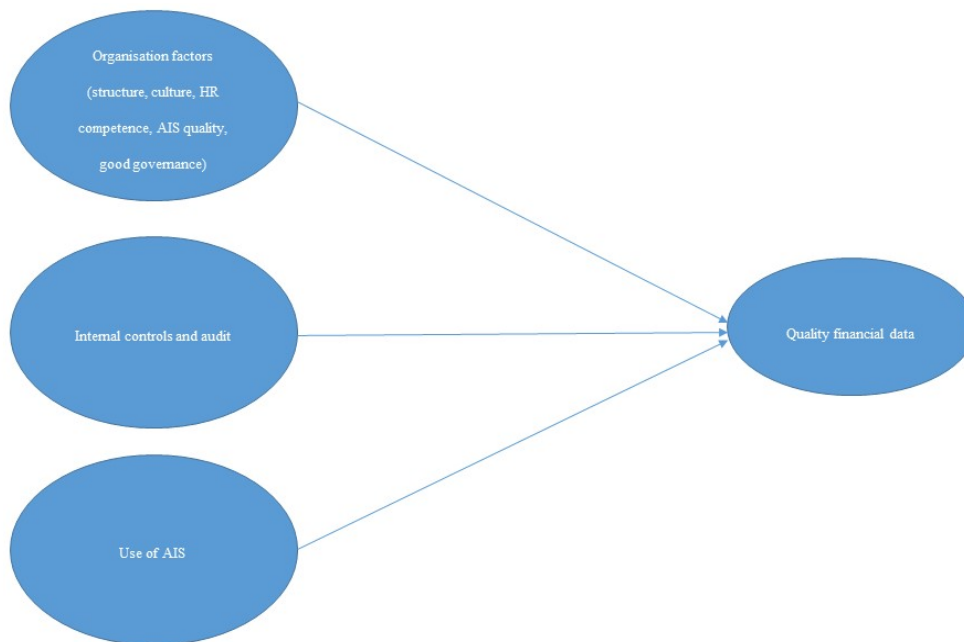 Organisation factors
(structure, culture, HR
competence, AIS quality,
good governance)
Internal controls and audit
Quality financial data
Use of AIS